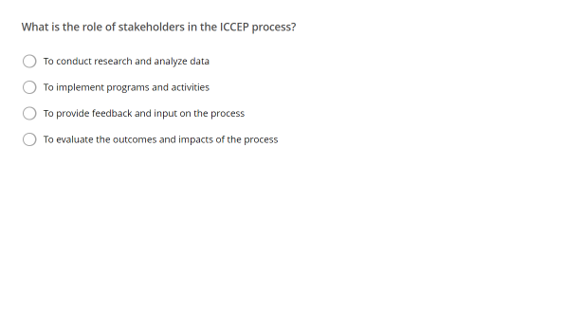 What is the role of stakeholders in the ICCEP process?
To conduct research and analyze data
To implement programs and activities
To provide feedback and input on the process
To evaluate the outcomes and impacts of the process